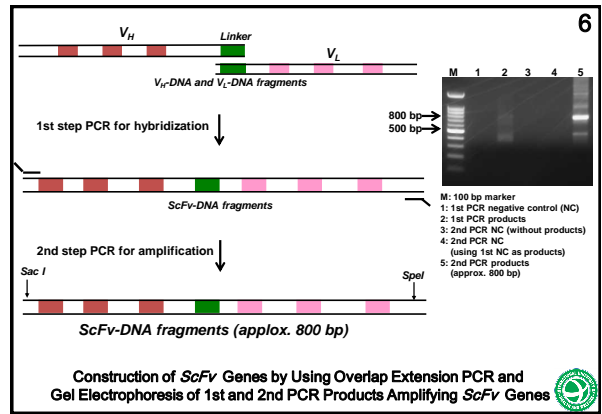 6
V_H
Linker
V_L
V_H-DNA and V_L-DNA fragments
1st step PCR for hybridization
ScFv-DNA fragments
2nd step PCR for amplification
Sac I
SpeI
ScFv-DNA fragments (applox. 800 bp)
M 1 2 3 4 5
800 bp
500 bp
M: 100 bp marker
1: 1st PCR negative control (NC)
2: 1st PCR products
3: 2nd PCR NC (without products)
4: 2nd PCR NC
(using 1st NC as products)
5: 2nd PCR products
(approx. 800 bp)
Construction of ScFv Genes by Using Overlap Extension PCR and
Gel Electrophoresis of 1st and 2nd PCR Products Amplifying ScFv Genes